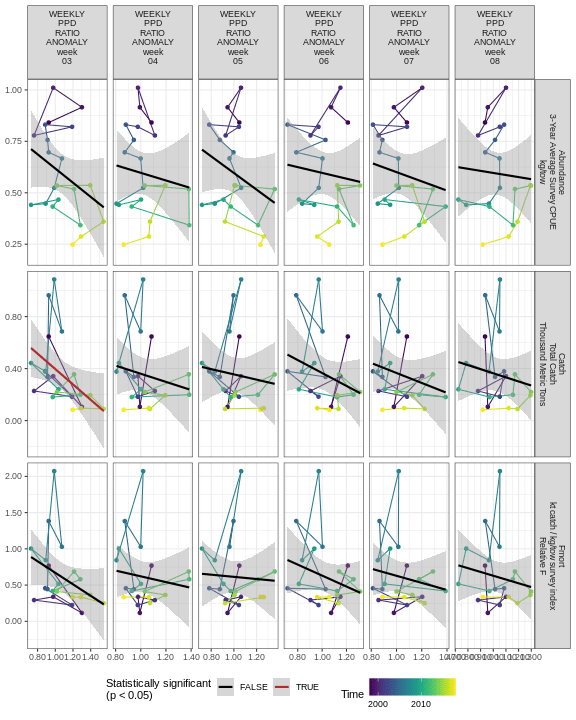 WEEKLY
PPD
RATIO
ANOMALY
week
03
WEEKLY
PPD
RATIO
ANOMALY
week
04
WEEKLY
PPD
RATIO
ANOMALY
week
05
WEEKLY
PPD
RATIO
ANOMALY
week
06
WEEKLY
PPD
RATIO
ANOMALY
week
07
WEEKLY
PPD
RATIO
ANOMALY
week
08
1.00
0.75
0.50
0.25
Abundance
3-Year Average Survey CPUE
kg/tow
0.80
0.40
0.00
Catch
Total Catch
Thousand Metric Tons
2.00
1.50
1.00
0.50
0.00
Fmort
kt catch / kg/tow survey index
Relative F
0.80 1.00 1.20 1.40
0.80 1.00 1.20
0.80 1.00 1.20
0.80 1.00 1.20
0.80 1.00 1.20
Statistically significant
(p < 0.05)
FALSE
TRUE
Time
2000 2010